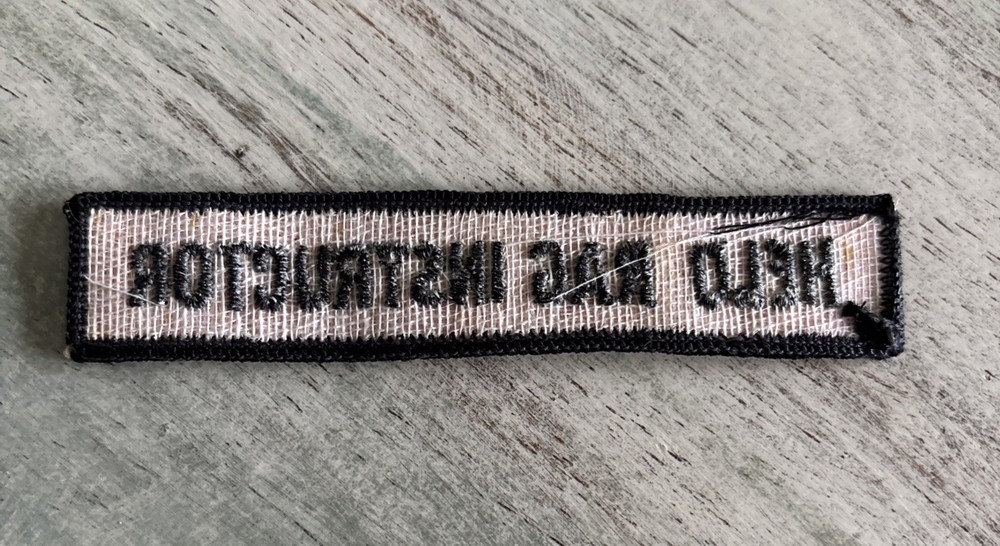 HELO RAG INSTRUCTOR